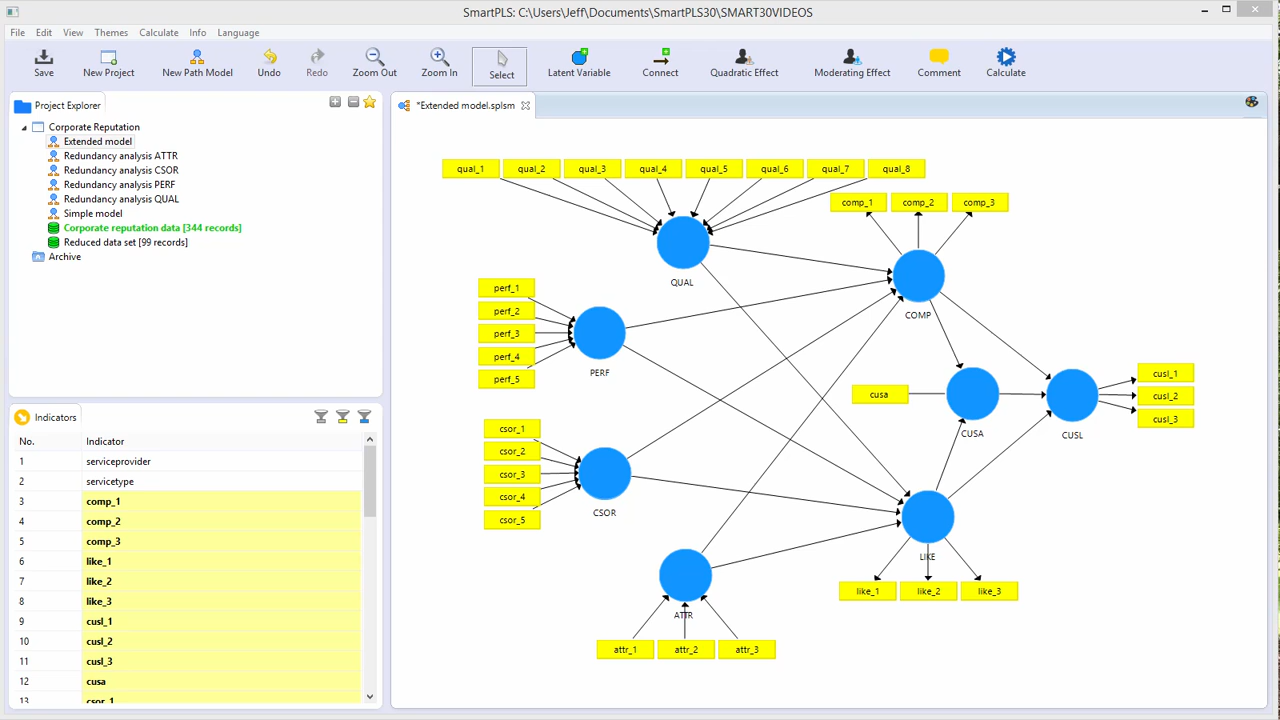 SmartPLS: C:\Users\Jeff\Documents\SmartPLS30\SMART30VIDEOS
File Edit View Themes Calculate Info Language
Save New Project New Path Model Undo Redo Zoom Out Zoom In Select Latent Variable Connect Quadratic Effect Moderating Effect Comment Calculate
Project Explorer
Corporate Reputation
Extended model
Redundancy analysis ATTR
Redundancy analysis CSOR
Redundancy analysis PERF
Redundancy analysis QUAL
Simple model
Corporate reputation data [344 records]
Reduced data set [99 records]
Archive
Indicators
No. Indicator
1 serviceprovider
2 servicetype
3 comp_1
4 comp_2
5 comp_3
6 like_1
7 like_2
8 like_3
9 cusl_1
10 cusl_2
11 cusl_3
12 cusa
13 csor_1
*Extended model.splsm
qual_1 qual_2 qual_3 qual_4 qual_5 qual_6 qual_7 qual_8
comp_1 comp_2 comp_3
QUAL
COMP
perf_1
perf_2
perf_3
perf_4
perf_5
PERF
cusa
CUSA
cusl_1
cusl_2
cusl_3
CUSL
csor_1
csor_2
csor_3
csor_4
csor_5
CSOR
LIKE
like_1 like_2 like_3
ATTR
attr_1 attr_2 attr_3